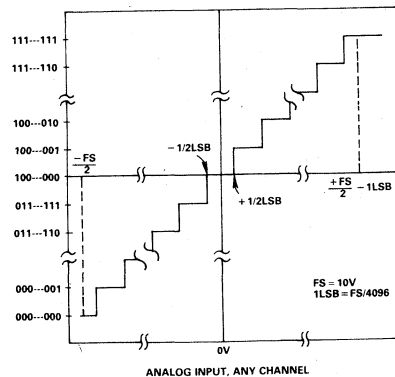 111---111
111---110
100---010
100---001
100---000
011---111
011---110
000---001
000---000
-FS
2
- 1/2LSB
+ 1/2LSB
+FS
2
- 1LSB
FS = 10V
1LSB = FS/4096
0V
ANALOG INPUT, ANY CHANNEL